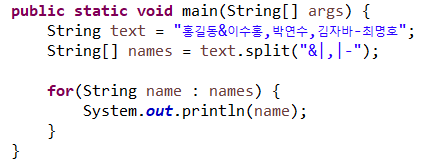 public static void main(String[] args) {
    String text = "홍길동&이수홍,박연수,김자바-최명호";
    String[] names = text.split("&|,|-");

    for(String name : names) {
        System.out.println(name);
    }
}